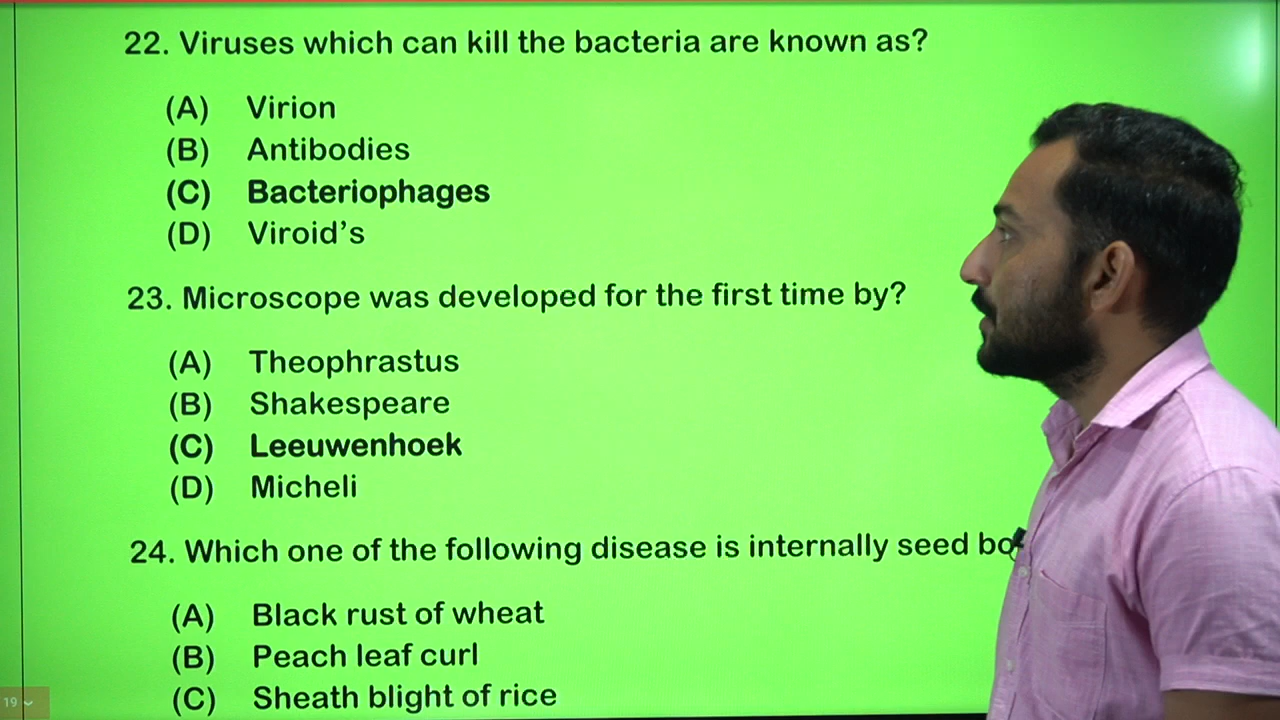 22. Viruses which can kill the bacteria are known as?
(A) Virion
(B) Antibodies
(C) Bacteriophages
(D) Viroid's
23. Microscope was developed for the first time by?
(A) Theophrastus
(B) Shakespeare
(C) Leeuwenhoek
(D) Micheli
24. Which one of the following disease is internally seed
(A) Black rust of wheat
(B) Peach leaf curl
(C) Sheath blight of rice
19